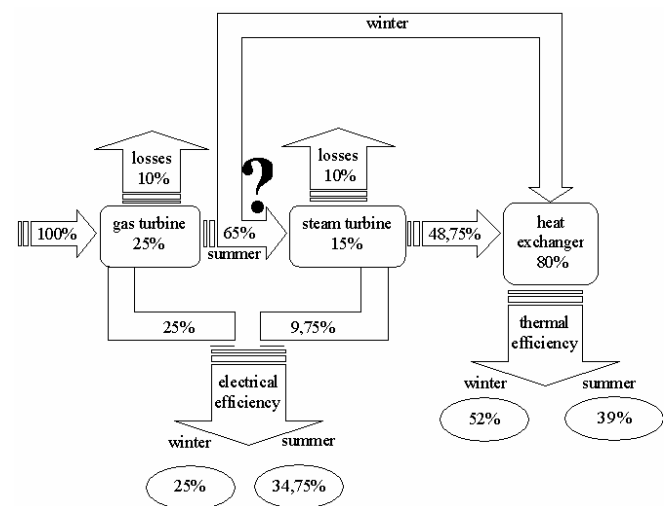 winter
losses
10%
losses
10%
?
100%
gas turbine
25%
65%
summer
steam turbine
15%
48,75%
heat
exchanger
80%
25%
9,75%
thermal
efficiency
electrical
efficiency
winter
summer
52%
39%
winter
summer
25%
34,75%